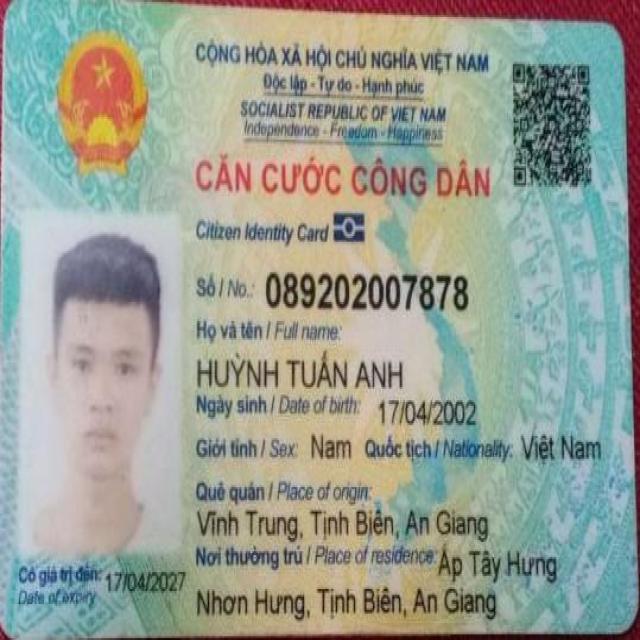 CỘNG HÒA XÃ HỘI CHỦ NGHĨA VIỆT NAM
Độc lập - Tự do - Hạnh phúc
SOCIALIST REPUBLIC OF VIET NAM
Independence - Freedom - Happiness
CĂN CƯỚC CÔNG DÂN
Citizen Identity Card
Số / No.: 089202007878
Họ và tên / Full name:
HUỲNH TUẤN ANH
Ngày sinh / Date of birth: 17/04/2002
Giới tính / Sex: Nam Quốc tịch / Nationality: Việt Nam
Quê quán / Place of origin:
Vĩnh Trung, Tịnh Biên, An Giang
Nơi thường trú / Place of residence: Ấp Tây Hưng
Nhơn Hưng, Tịnh Biên, An Giang
Có giá trị đến: 17/04/2027
Date of expiry